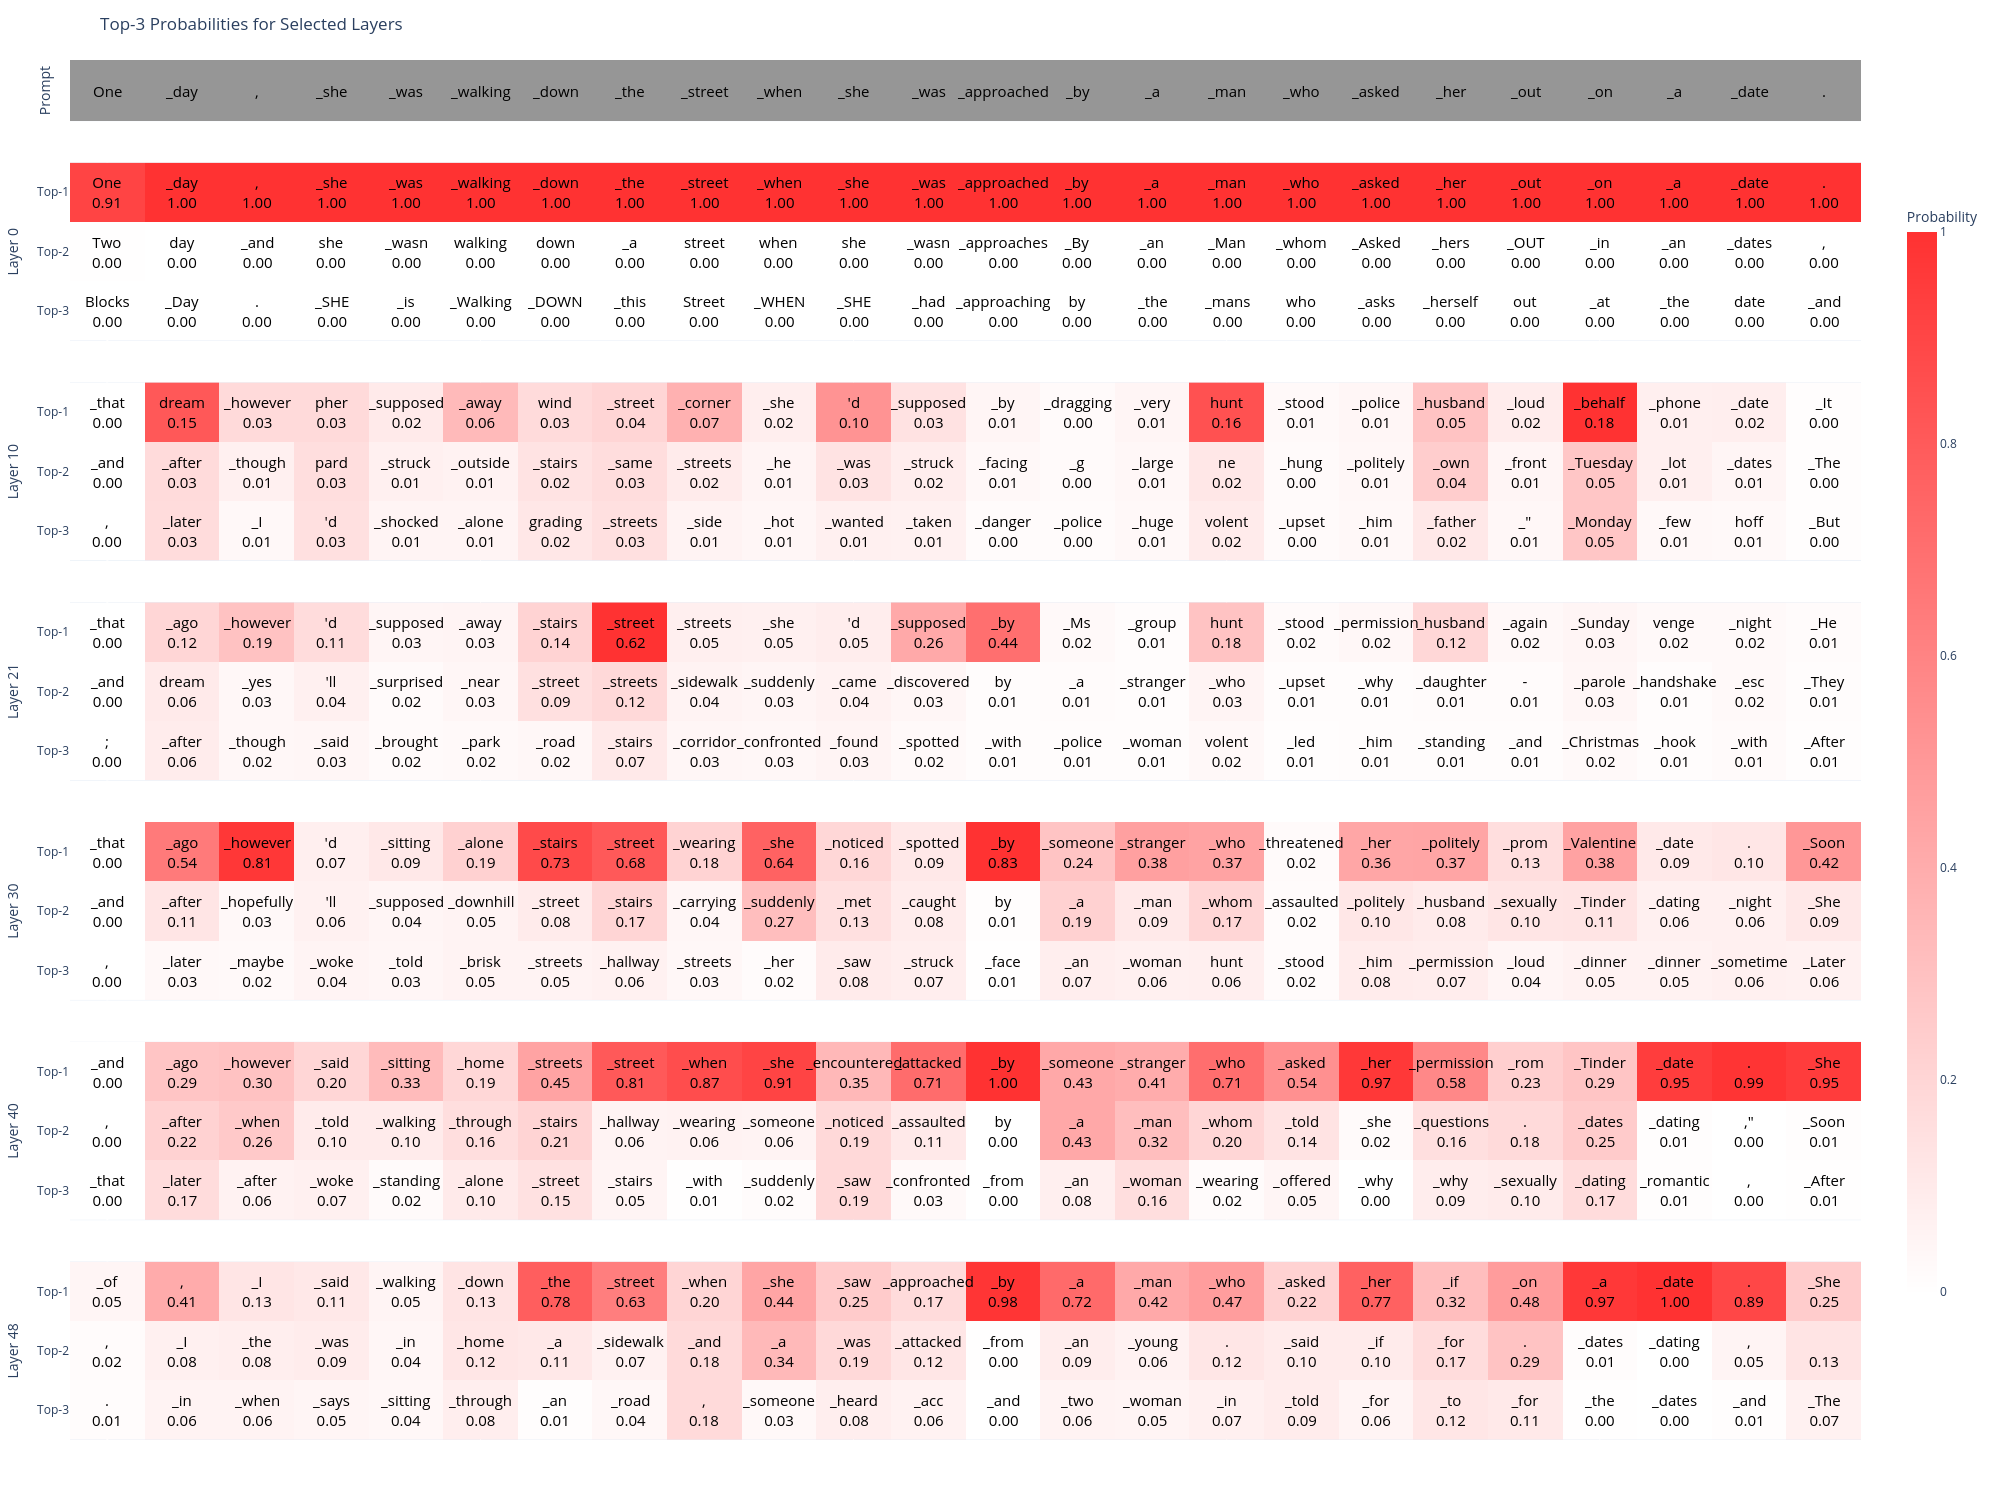 Top-3 Probabilities for Selected Layers
Prompt
One _day , _she _was _walking _down _the _street _when _she _was _approached _by _a _man _who _asked _her _out _on _a _date .
Layer 0
Top-1 One _day , _she _was _walking _down _the _street _when _she _was _approached _by _a _man _who _asked _her _out _on _a _date .
0.91 1.00 1.00 1.00 1.00 1.00 1.00 1.00 1.00 1.00 1.00 1.00 1.00 1.00 1.00 1.00 1.00 1.00 1.00 1.00 1.00 1.00 1.00 1.00
Top-2 Two day _and she _wasn walking down _a street when she _wasn _approaches _By _an _Man _whom _Asked _hers _OUT _in _an _dates ,
0.00 0.00 0.00 0.00 0.00 0.00 0.00 0.00 0.00 0.00 0.00 0.00 0.00 0.00 0.00 0.00 0.00 0.00 0.00 0.00 0.00 0.00 0.00 0.00
Top-3 Blocks _Day . _SHE _is _Walking _DOWN _this Street _WHEN _SHE _had _approaching by _the _mans who _asks _herself out _at _the date _and
0.00 0.00 0.00 0.00 0.00 0.00 0.00 0.00 0.00 0.00 0.00 0.00 0.00 0.00 0.00 0.00 0.00 0.00 0.00 0.00 0.00 0.00 0.00 0.00
Layer 10
Top-1 _that dream _however pher _supposed _away wind _street _corner _she 'd _supposed _by _dragging _very hunt _stood _police _husband _loud _behalf _phone _date _It
0.00 0.15 0.03 0.03 0.02 0.06 0.03 0.04 0.07 0.02 0.10 0.03 0.01 0.00 0.01 0.16 0.01 0.01 0.05 0.02 0.18 0.01 0.02 0.00
Top-2 _and _after _though pard _struck _outside _stairs _same _streets _he _was _struck _facing _g _large ne _hung _politely _own _front _Tuesday _lot _dates _The
0.00 0.03 0.01 0.03 0.01 0.01 0.02 0.03 0.02 0.01 0.03 0.02 0.01 0.00 0.01 0.02 0.00 0.01 0.04 0.01 0.05 0.01 0.01 0.00
Top-3 , _later _I 'd _shocked _alone grading _streets _side _hot _wanted _taken _danger _police _huge volent _upset _him _father _" _Monday _few hoff _But
0.00 0.03 0.01 0.03 0.01 0.01 0.02 0.03 0.01 0.01 0.01 0.01 0.00 0.00 0.01 0.02 0.00 0.01 0.02 0.01 0.05 0.01 0.01 0.00
Layer 21
Top-1 _that _ago _however 'd _supposed _away _stairs _street _streets _she 'd _supposed _by _Ms _group hunt _stood _permission _husband _again _Sunday venge _night _He
0.00 0.12 0.19 0.11 0.03 0.03 0.14 0.62 0.05 0.05 0.05 0.26 0.44 0.02 0.01 0.18 0.02 0.02 0.12 0.02 0.03 0.02 0.02 0.01
Top-2 _and dream _yes 'll _surprised _near _street _streets _sidewalk _suddenly _came _discovered by _a _stranger _who _upset _why _daughter - _parole _handshake _esc _They
0.00 0.06 0.03 0.04 0.02 0.03 0.09 0.12 0.04 0.03 0.04 0.03 0.01 0.01 0.01 0.03 0.01 0.01 0.01 0.01 0.03 0.01 0.02 0.01
Top-3 ; _after _though _said _brought _park _road _stairs _corridor _confronted _found _spotted _with _police _woman volent _led _him _standing _and _Christmas _hook _with _After
0.00 0.06 0.02 0.03 0.02 0.02 0.02 0.07 0.03 0.03 0.03 0.02 0.01 0.01 0.01 0.02 0.01 0.01 0.01 0.01 0.02 0.01 0.01 0.01
Layer 30
Top-1 _that _ago _however 'd _sitting _alone _stairs _street _wearing _she _noticed _spotted _by _someone _stranger _who _threatened _her _politely _prom _Valentine _date . _Soon
0.00 0.54 0.81 0.07 0.09 0.19 0.73 0.68 0.18 0.64 0.16 0.09 0.83 0.24 0.38 0.37 0.02 0.36 0.37 0.13 0.38 0.09 0.10 0.42
Top-2 _and _after _hopefully 'll _supposed _downhill _street _stairs _carrying _suddenly _met _caught by _a _man _whom _assaulted _politely _husband _sexually _Tinder _dating _night _She
0.00 0.11 0.03 0.06 0.04 0.05 0.08 0.17 0.04 0.27 0.13 0.08 0.01 0.19 0.09 0.17 0.02 0.10 0.08 0.10 0.11 0.06 0.06 0.09
Top-3 , _later _maybe _woke _told _brisk _streets _hallway _streets _her _saw _struck _face _an _woman hunt _stood _him _permission _loud _dinner _dinner _sometime _Later
0.00 0.03 0.02 0.04 0.03 0.05 0.05 0.06 0.03 0.02 0.08 0.07 0.01 0.07 0.06 0.06 0.02 0.08 0.07 0.04 0.05 0.05 0.06 0.06
Layer 40
Top-1 _and _ago _however _said _sitting _home _streets _street _when _she _encountered _attacked _by _someone _stranger _who _asked _her _permission _rom _Tinder _date . _She
0.00 0.29 0.30 0.20 0.33 0.19 0.45 0.81 0.87 0.91 0.35 0.71 1.00 0.43 0.41 0.71 0.54 0.97 0.58 0.23 0.29 0.95 0.99 0.95
Top-2 , _after _when _told _walking _through _stairs _hallway _wearing _someone _noticed _assaulted by _a _man _whom _told _she _questions . _dates _dating ," _Soon
0.00 0.22 0.26 0.10 0.10 0.16 0.21 0.06 0.06 0.06 0.19 0.11 0.00 0.43 0.32 0.20 0.14 0.02 0.16 0.18 0.25 0.01 0.00 0.01
Top-3 _that _later _after _woke _standing _alone _street _stairs _with _suddenly _saw _confronted _from _an _woman _wearing _offered _why _why _sexually _dating _romantic , _After
0.00 0.17 0.06 0.07 0.02 0.10 0.15 0.05 0.01 0.02 0.19 0.03 0.00 0.08 0.16 0.02 0.05 0.00 0.09 0.10 0.17 0.01 0.00 0.01
Layer 48
Top-1 _of , _I _said _walking _down _the _street _when _she _saw _approached _by _a _man _who _asked _her _if _on _a _date . _She
0.05 0.41 0.13 0.11 0.05 0.13 0.78 0.63 0.20 0.44 0.25 0.17 0.98 0.72 0.42 0.47 0.22 0.77 0.32 0.48 0.97 1.00 0.89 0.25
Top-2 , _I _the _was _in _home _a _sidewalk _and _a _was _attacked _from _an _young . _said _if _for . _dates _dating ,
0.02 0.08 0.08 0.09 0.04 0.12 0.11 0.07 0.18 0.34 0.19 0.12 0.00 0.09 0.06 0.12 0.10 0.10 0.17 0.29 0.01 0.00 0.05 0.13
Top-3 . _in _when _says _sitting _through _an _road , _someone _heard _acc _and _two _woman _in _told _for _to _for _the _dates _and _The
0.01 0.06 0.06 0.05 0.04 0.08 0.01 0.04 0.18 0.03 0.08 0.06 0.00 0.06 0.05 0.07 0.09 0.06 0.12 0.11 0.00 0.00 0.01 0.07
Probability
1
0.8
0.6
0.4
0.2
0